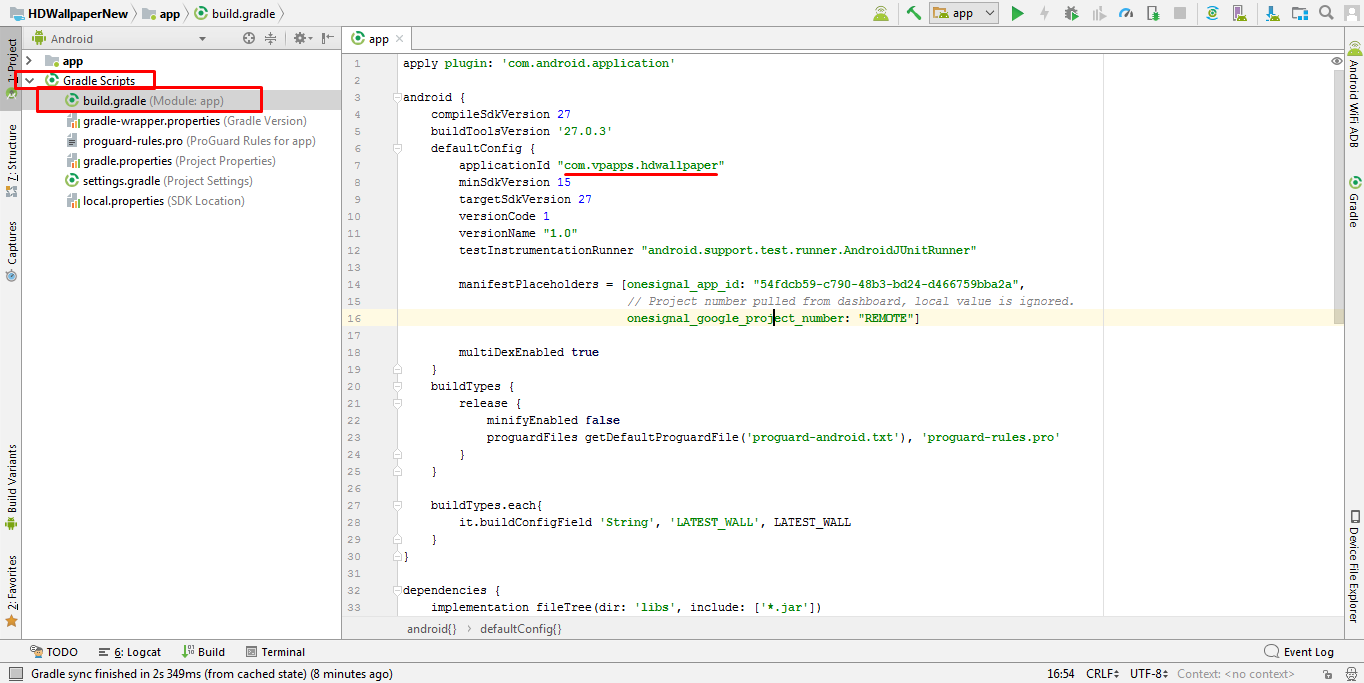 HDWallpaperNew app build.gradle
app
Android
app
1: Project
7: Structure
Captures
Build Variants
2: Favorites
app
Gradle Scripts
build.gradle (Module: app)
gradle-wrapper.properties (Gradle Version)
proguard-rules.pro (ProGuard Rules for app)
gradle.properties (Project Properties)
settings.gradle (Project Settings)
local.properties (SDK Location)
1 apply plugin: 'com.android.application'
2
3 android {
4 compileSdkVersion 27
5 buildToolsVersion '27.0.3'
6 defaultConfig {
7 applicationId "com.vpapps.hdwallpaper"
8 minSdkVersion 15
9 targetSdkVersion 27
10 versionCode 1
11 versionName "1.0"
12 testInstrumentationRunner "android.support.test.runner.AndroidJUnitRunner"
13
14 manifestPlaceholders = [onesignal_app_id: "54fdcb59-c790-48b3-bd24-d466759bba2a",
15 // Project number pulled from dashboard, local value is ignored.
16 onesignal_google_project_number: "REMOTE"]
17
18 multiDexEnabled true
19 }
20 buildTypes {
21 release {
22 minifyEnabled false
23 proguardFiles getDefaultProguardFile('proguard-android.txt'), 'proguard-rules.pro'
24 }
25 }
26
27 buildTypes.each{
28 it.buildConfigField 'String', 'LATEST_WALL', LATEST_WALL
29 }
30 }
31
32 dependencies {
33 implementation fileTree(dir: 'libs', include: ['*.jar'])
android{} defaultConfig{}
Android WiFi ADB
Gradle
Device File Explorer
TODO 6: Logcat Build Terminal Event Log
Gradle sync finished in 2s 349ms (from cached state) (8 minutes ago) 16:54 CRLF UTF-8 Context: <no context>